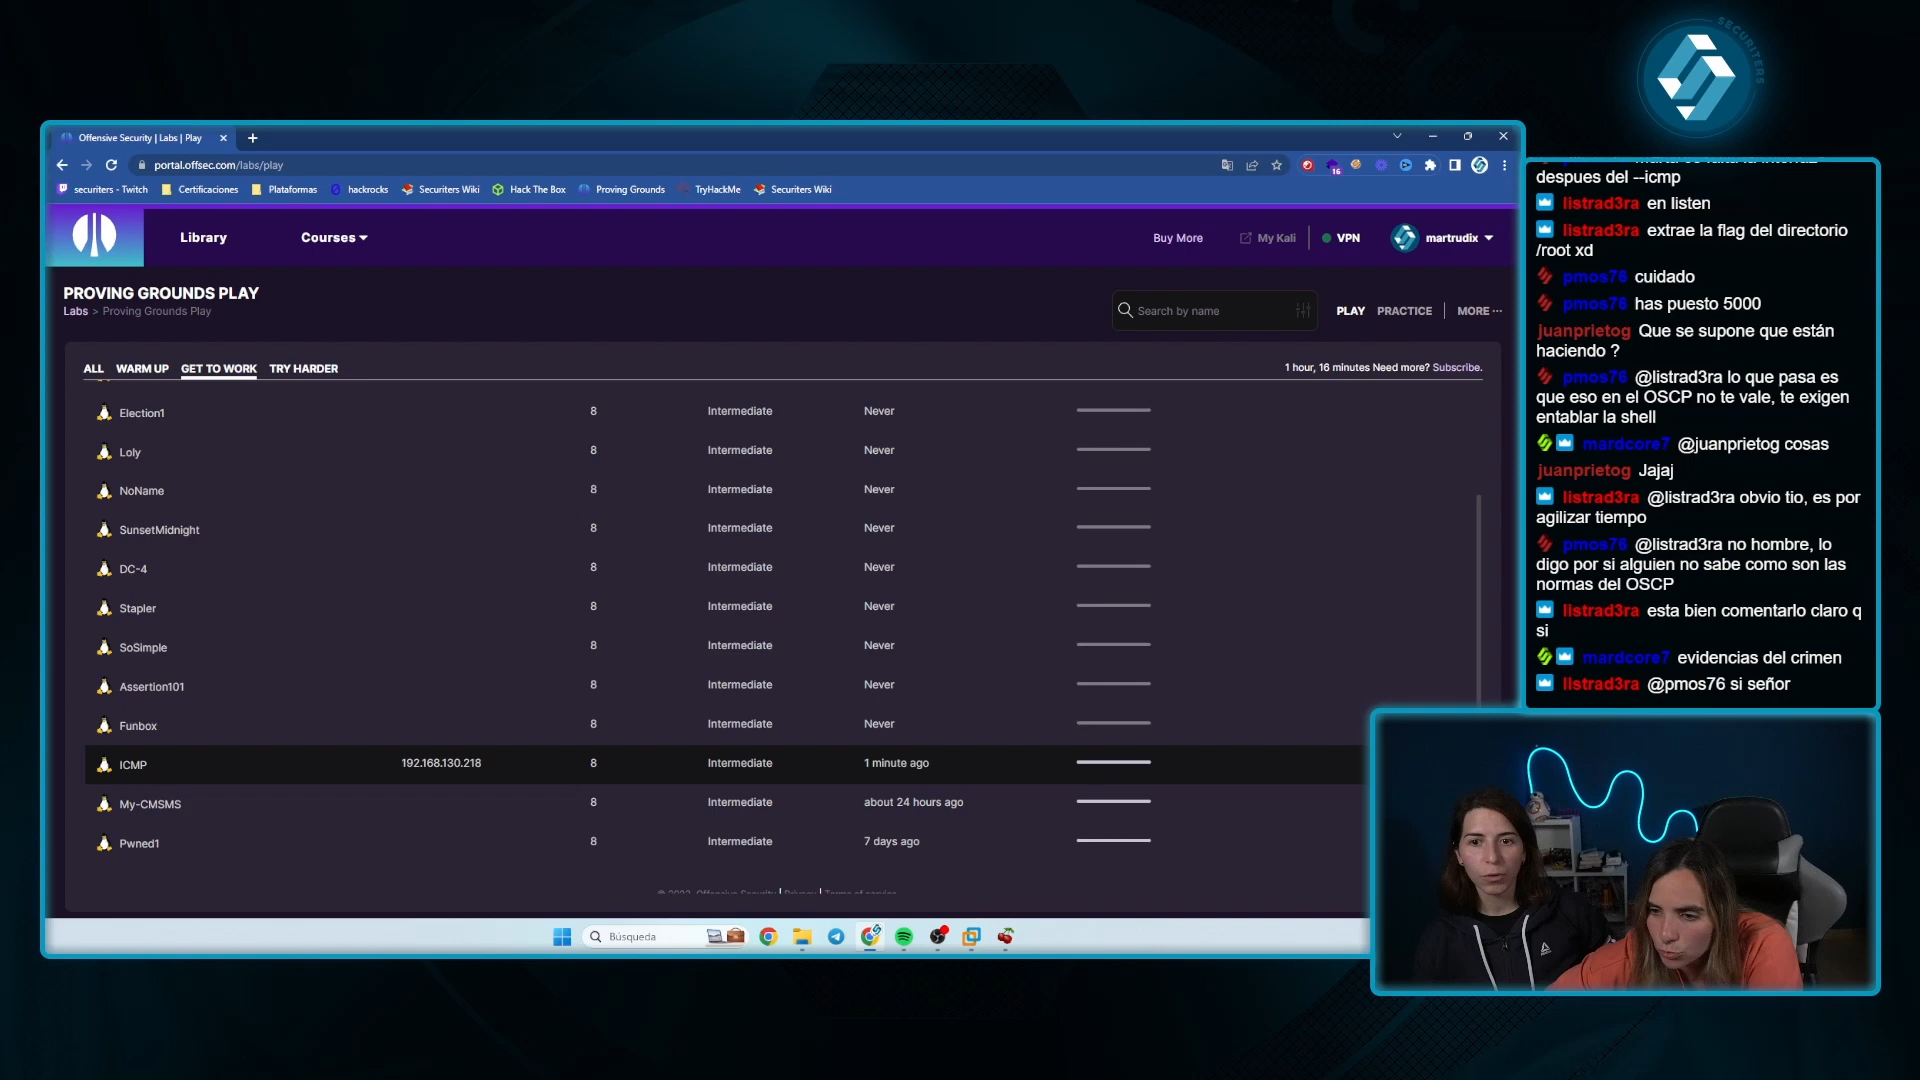 SECURITERS
Offensive Security | Labs | Play
portal.offsec.com/labs/play
16
securiters - Twitch
Certificaciones
Plataformas
hackrocks
Securiters Wiki
Hack The Box
Proving Grounds
TryHackMe
Securiters Wiki
Library
Courses
Buy More
My Kali
VPN
martrudix
PROVING GROUNDS PLAY
Labs > Proving Grounds Play
Search by name
PLAY
PRACTICE
MORE ···
ALL
WARM UP
GET TO WORK
TRY HARDER
1 hour, 16 minutes Need more? Subscribe.
Election1 8 Intermediate Never
Loly 8 Intermediate Never
NoName 8 Intermediate Never
SunsetMidnight 8 Intermediate Never
DC-4 8 Intermediate Never
Stapler 8 Intermediate Never
SoSimple 8 Intermediate Never
Assertion101 8 Intermediate Never
Funbox 8 Intermediate Never
ICMP 192.168.130.218 8 Intermediate 1 minute ago
My-CMSMS 8 Intermediate about 24 hours ago
Pwned1 8 Intermediate 7 days ago
Búsqueda
despues del --icmp
listrad3ra en listen
listrad3ra extrae la flag del directorio
/root xd
pmos76 cuidado
pmos76 has puesto 5000
juanprietog Que se supone que están
haciendo ?
pmos76 @listrad3ra lo que pasa es
que eso en el OSCP no te vale, te exigen
entablar la shell
mardcore7 @juanprietog cosas
juanprietog Jajaj
listrad3ra @listrad3ra obvio tio, es por
agilizar tiempo
pmos76 @listrad3ra no hombre, lo
digo por si alguien no sabe como son las
normas del OSCP
listrad3ra esta bien comentarlo claro q
si
mardcore7 evidencias del crimen
listrad3ra @pmos76 si señor